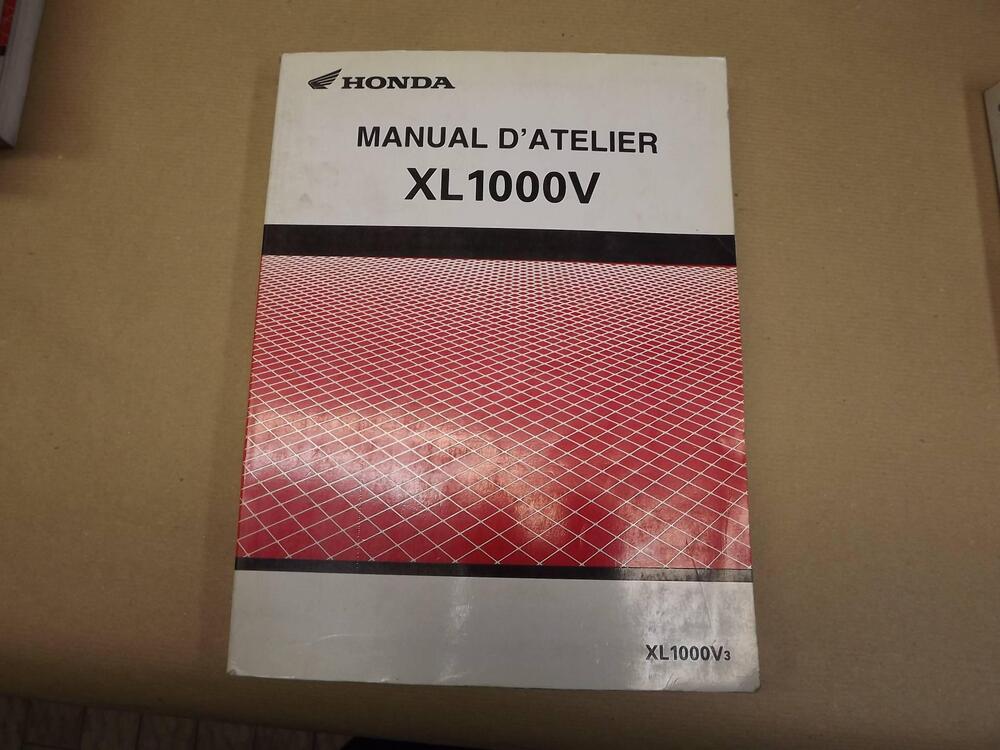 HONDA
MANUAL D'ATELIER
XL1000V
XL1000V3